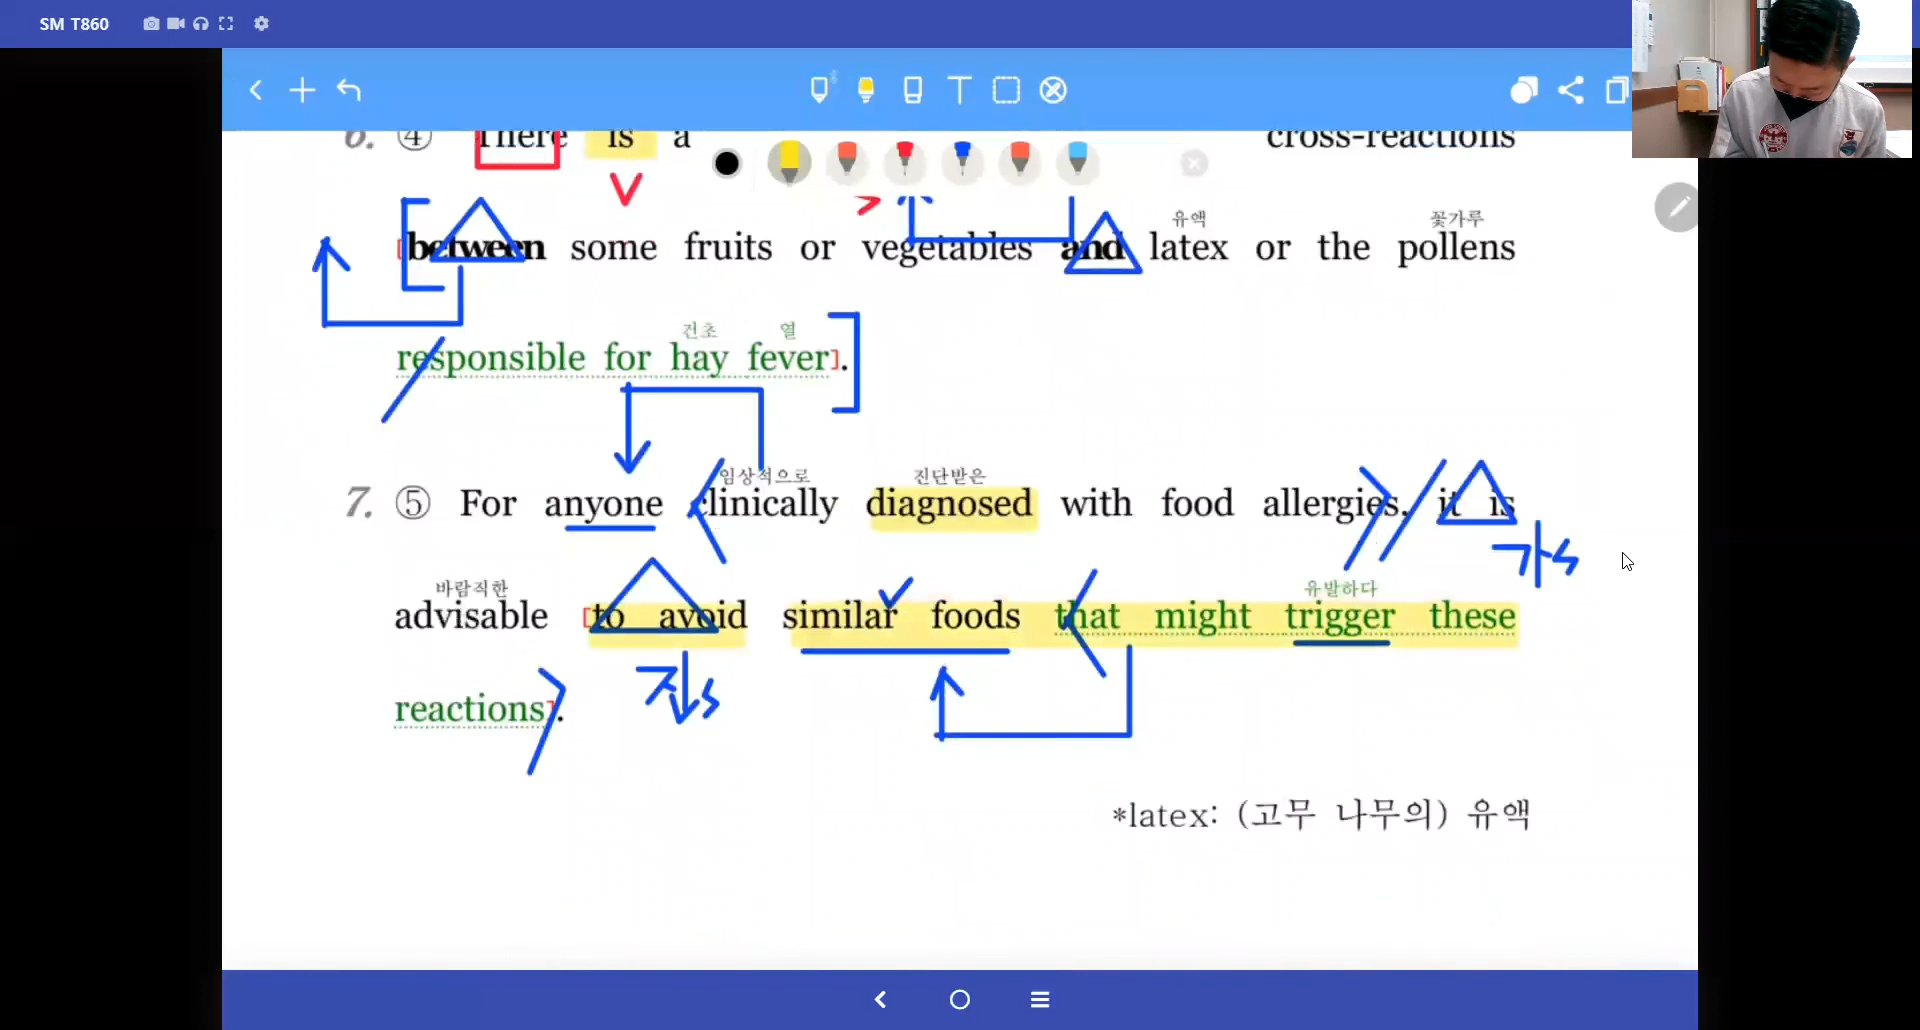 SM T860
6. ④ There is a cross-reactions
유액 꽃가루
[between some fruits or vegetables and latex or the pollens
건초 열
responsible for hay fever].
임상적으로 진단받은
7. ⑤ For anyone clinically diagnosed with food allergies, it is
가S
바람직한 유발하다
advisable [to avoid similar foods that might trigger these
진S
reactions].
*latex: (고무 나무의) 유액